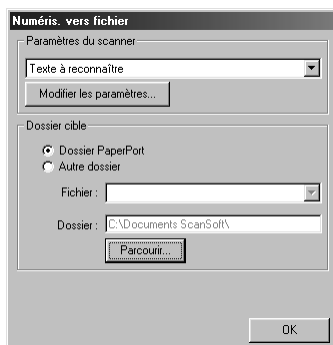 Numéris. vers fichier
Paramètres du scanner
Texte à reconnaître
Modifier les paramètres...
Dossier cible
Dossier PaperPort
Autre dossier
Fichier :
Dossier : C:\Documents ScanSoft\
Parcourir...
OK